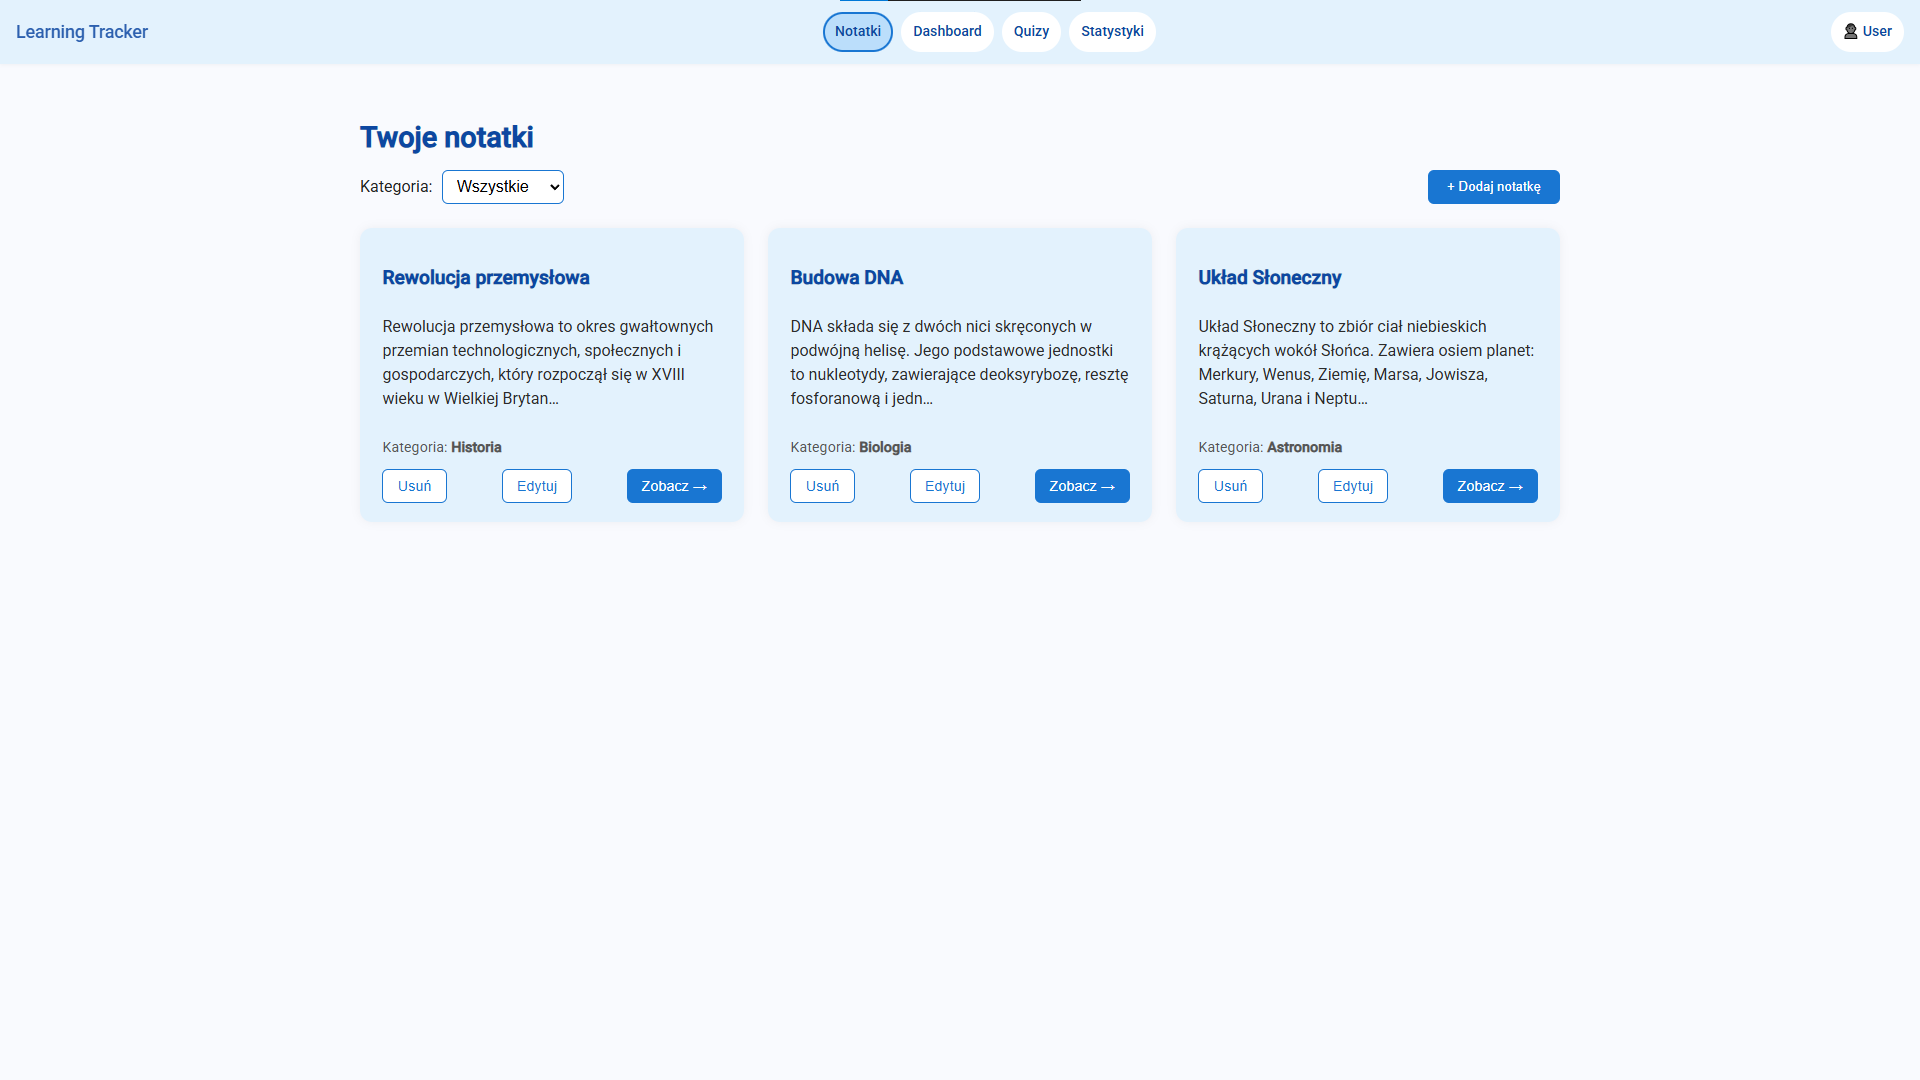 Learning Tracker
Notatki
Dashboard
Quizy
Statystyki
User
Twoje notatki
Kategoria: Wszystkie
+ Dodaj notatkę
Rewolucja przemysłowa
Rewolucja przemysłowa to okres gwałtownych
przemian technologicznych, społecznych i
gospodarczych, który rozpoczął się w XVIII
wieku w Wielkiej Brytan...
Kategoria: Historia
Usuń
Edytuj
Zobacz →
Budowa DNA
DNA składa się z dwóch nici skręconych w
podwójną helisę. Jego podstawowe jednostki
to nukleotydy, zawierające deoksyrybozę, resztę
fosforanową i jedn...
Kategoria: Biologia
Usuń
Edytuj
Zobacz →
Układ Słoneczny
Układ Słoneczny to zbiór ciał niebieskich
krążących wokół Słońca. Zawiera osiem planet:
Merkury, Wenus, Ziemię, Marsa, Jowisza,
Saturna, Urana i Neptu...
Kategoria: Astronomia
Usuń
Edytuj
Zobacz →